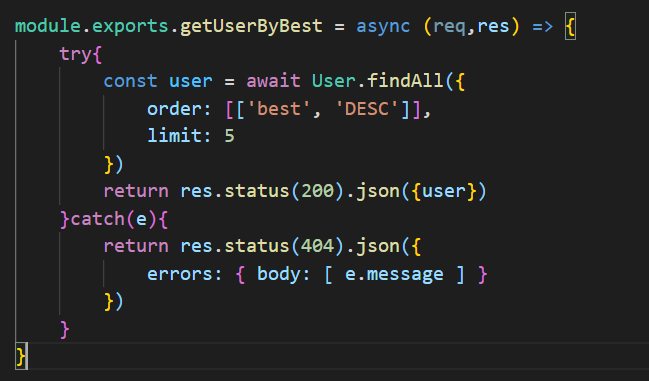 module.exports.getUserByBest = async (req,res) => {
    try{
        const user = await User.findAll({
            order: [['best', 'DESC']],
            limit: 5
        })
        return res.status(200).json({user})
    }catch(e){
        return res.status(404).json({
            errors: { body: [ e.message ] }
        })
    }
}